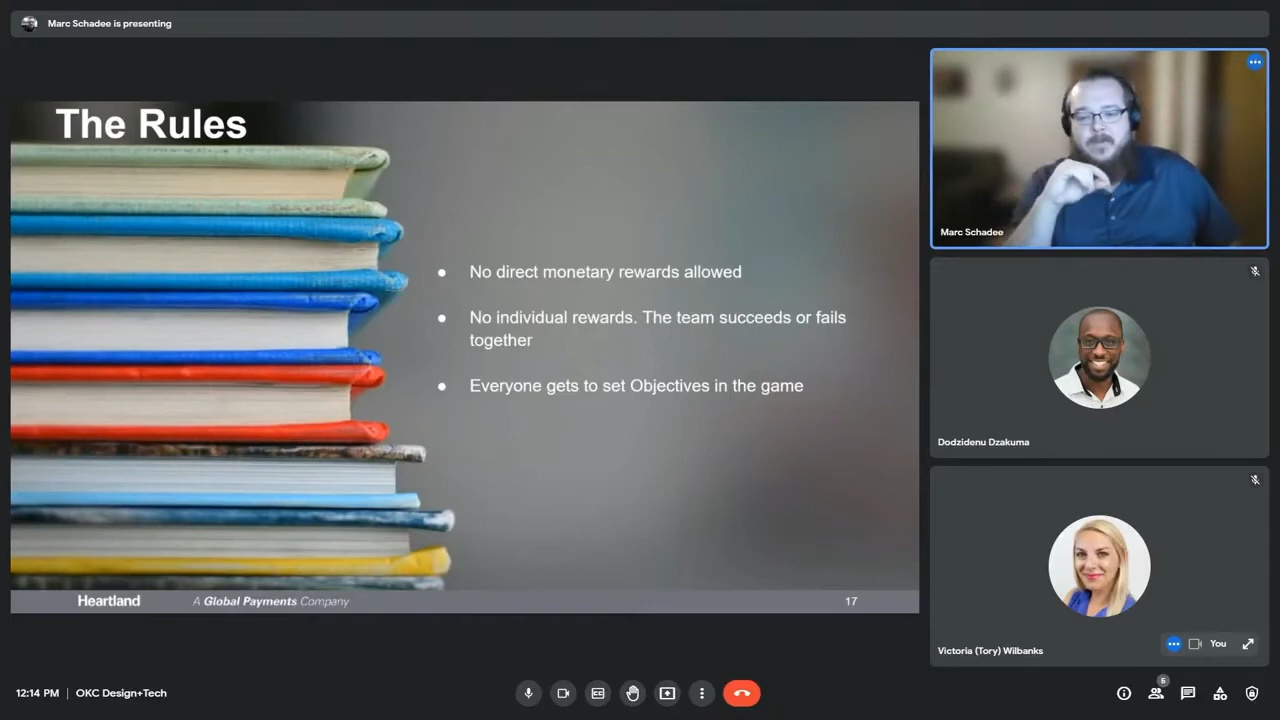 Marc Schadee is presenting
The Rules
● No direct monetary rewards allowed
● No individual rewards. The team succeeds or fails
together
● Everyone gets to set Objectives in the game
Heartland
A Global Payments Company
17
Marc Schadee
Dodzidenu Dzakuma
Victoria (Tory) Wilbanks
You
12:14 PM | OKC Design+Tech
6